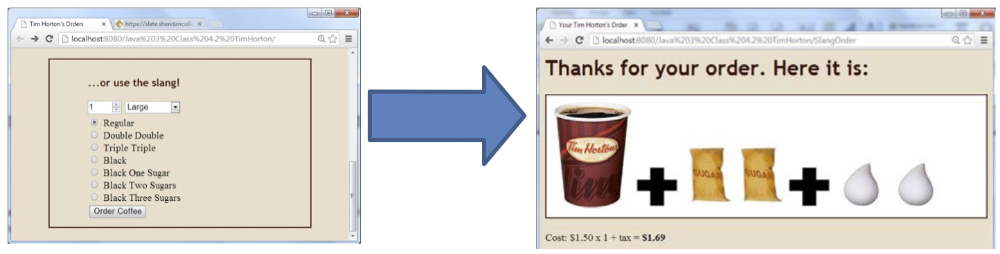 Tim Horton's Orders
https://slate.sheridancolle
localhost:8080/Java%203%20Class%204.2%20TimHorton/
...or use the slang!
1 Large
Regular
Double Double
Triple Triple
Black
Black One Sugar
Black Two Sugars
Black Three Sugars
Order Coffee
Your Tim Horton's Order
localhost:8080/Java%203%20Class%204.2%20TimHorton/SlangOrder
Thanks for your order. Here it is:
Tim Hortons
Tim
SUGAR
SUGAR
Cost: $1.50 x 1 + tax = $1.69